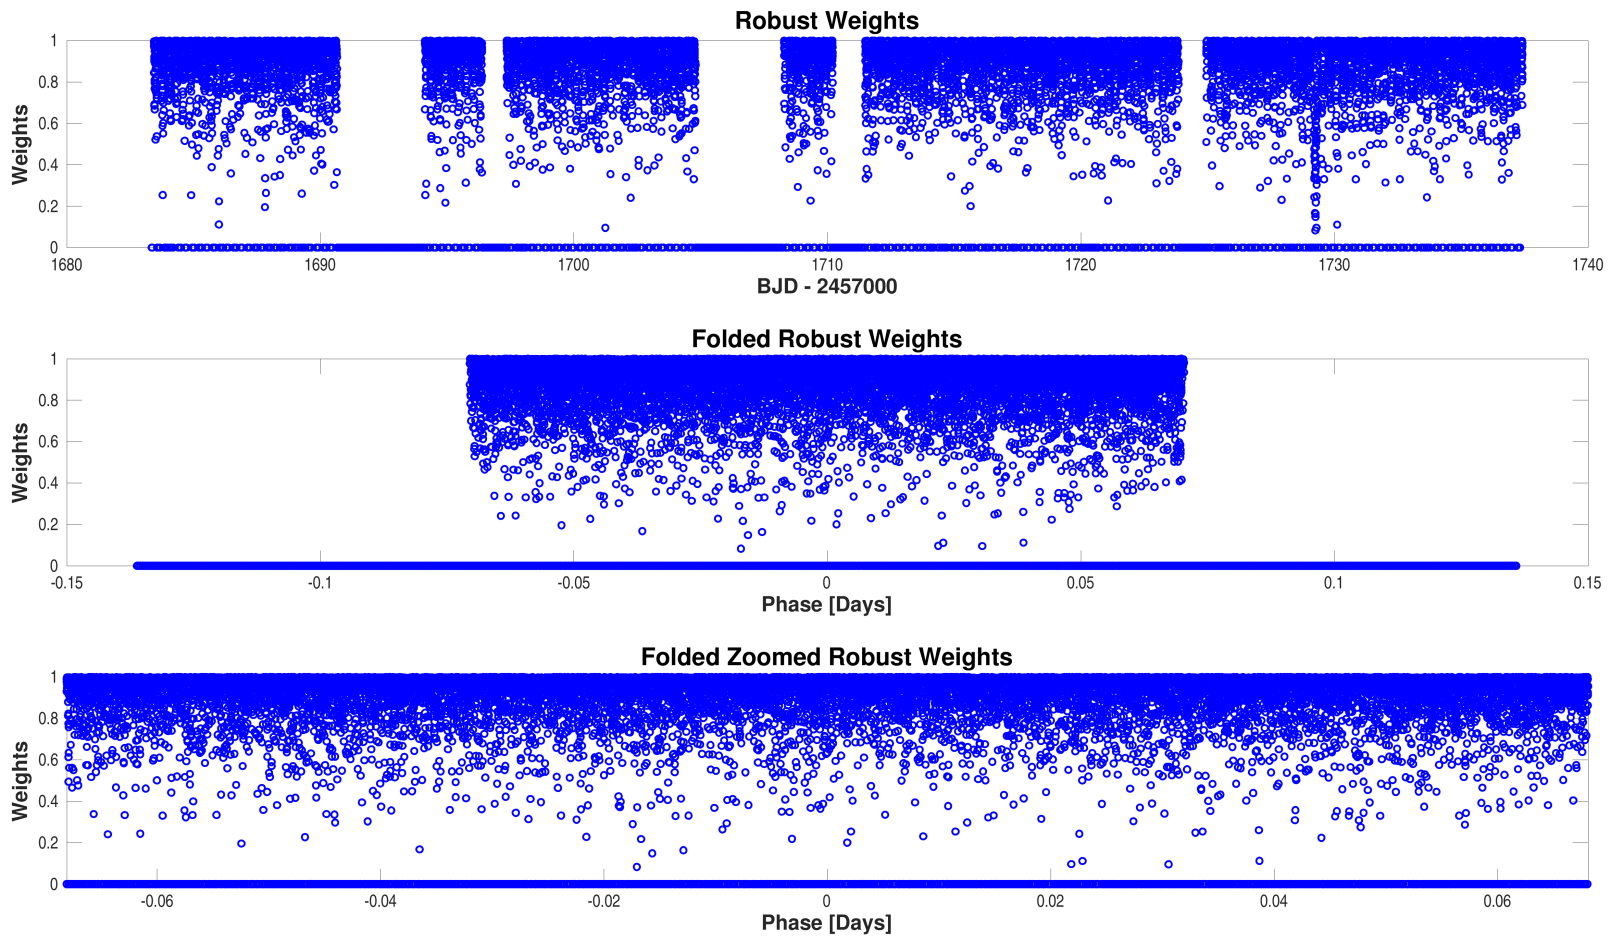 Robust Weights
1
0.8
0.6
0.4
0.2
0
Weights
1680 1690 1700 1710 1720 1730 1740
BJD - 2457000
Folded Robust Weights
1
0.8
0.6
0.4
0.2
0
Weights
-0.15 -0.1 -0.05 0 0.05 0.1 0.15
Phase [Days]
Folded Zoomed Robust Weights
1
0.8
0.6
0.4
0.2
0
Weights
-0.06 -0.04 -0.02 0 0.02 0.04 0.06
Phase [Days]